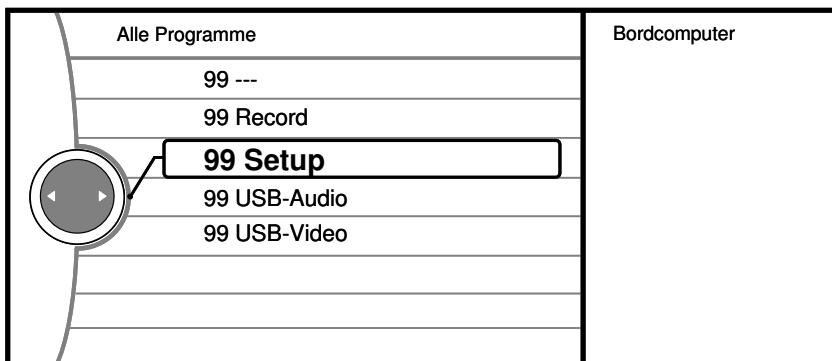 Alle Programme
99 ---
99 Record
99 Setup
99 USB-Audio
99 USB-Video
Bordcomputer